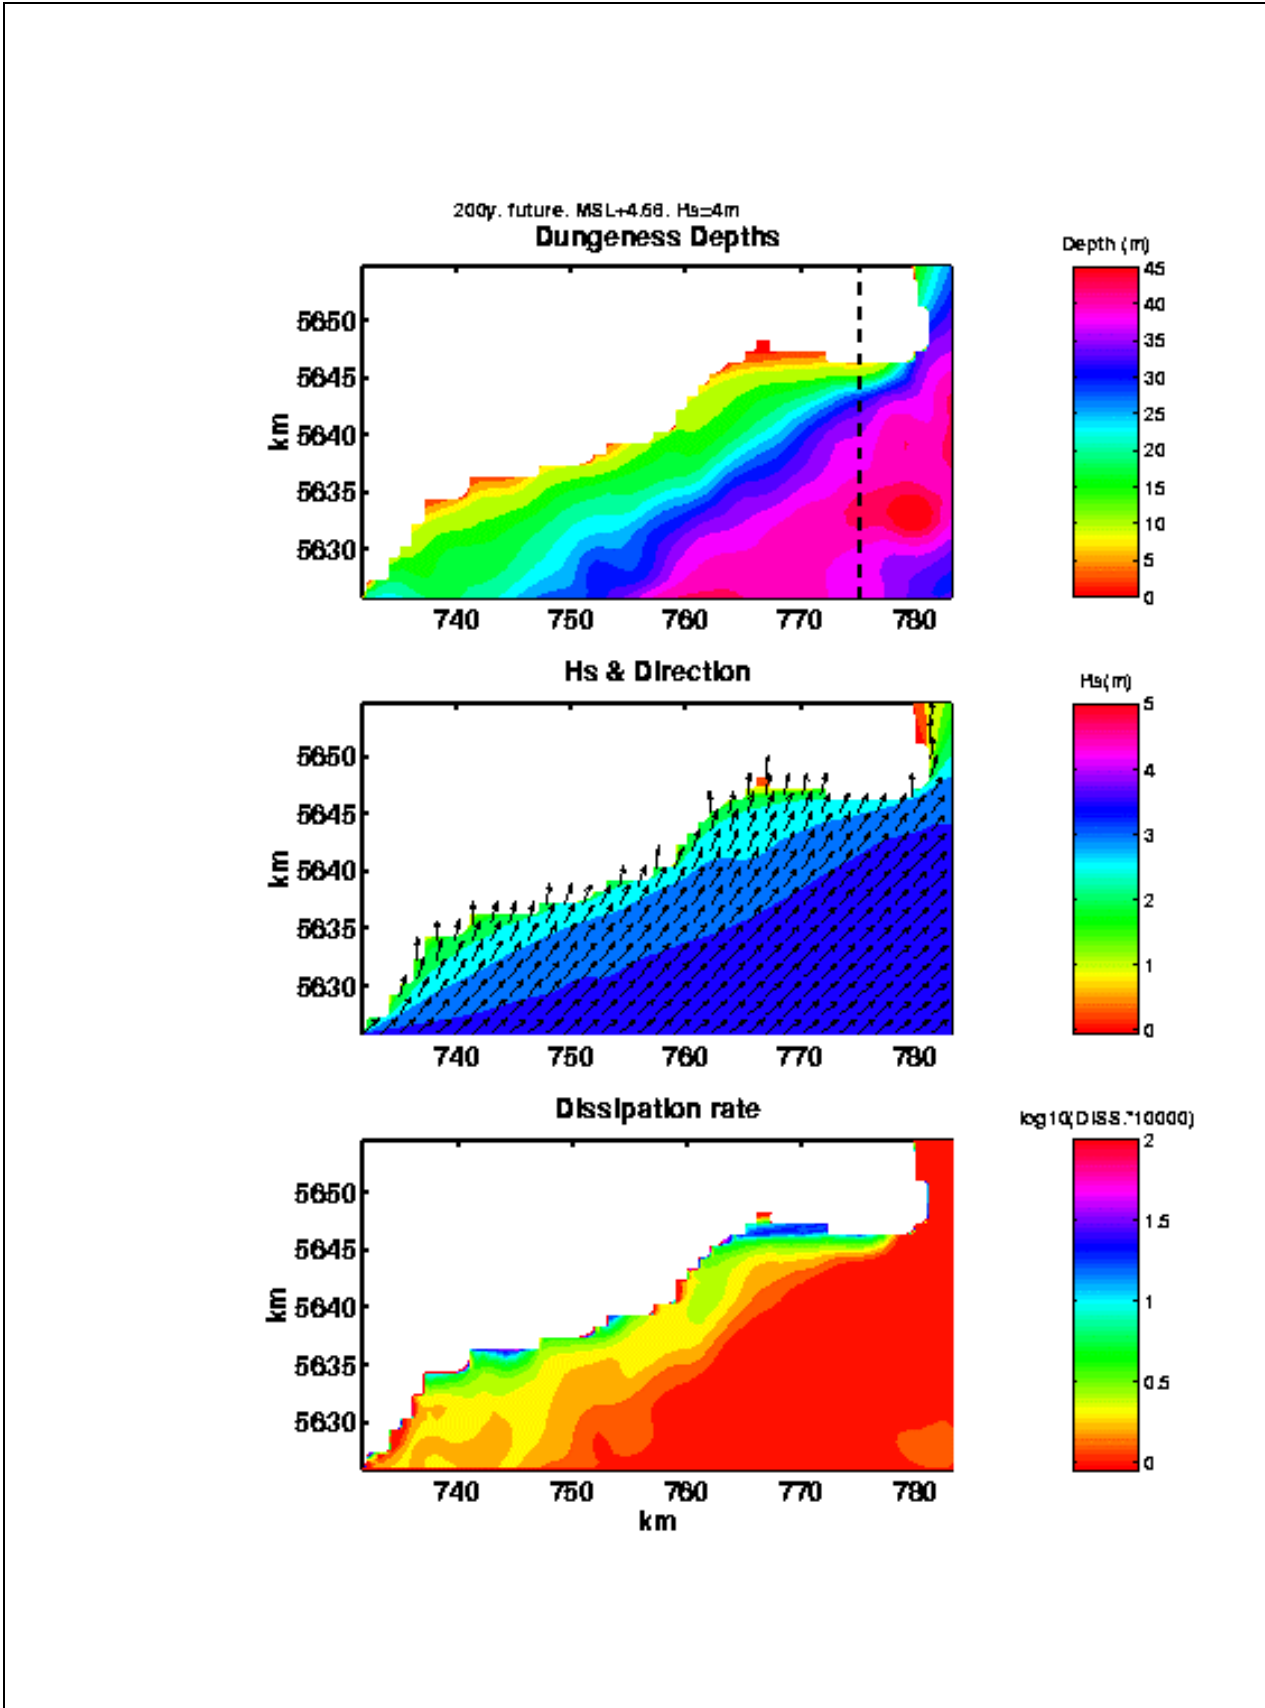 200y. future. MSL+4.56. Hs=4m
Dungeness Depths
Depth (m)
45
40
35
30
25
20
15
10
5
0
5650
5645
5640
5635
5630
km
740 750 760 770 780
Hs & Direction
Hs(m)
5
4
3
2
1
0
5650
5645
5640
5635
5630
km
740 750 760 770 780
Dissipation rate
log10(DISS.*10000)
2
1.5
1
0.5
0
5650
5645
5640
5635
5630
km
740 750 760 770 780
km